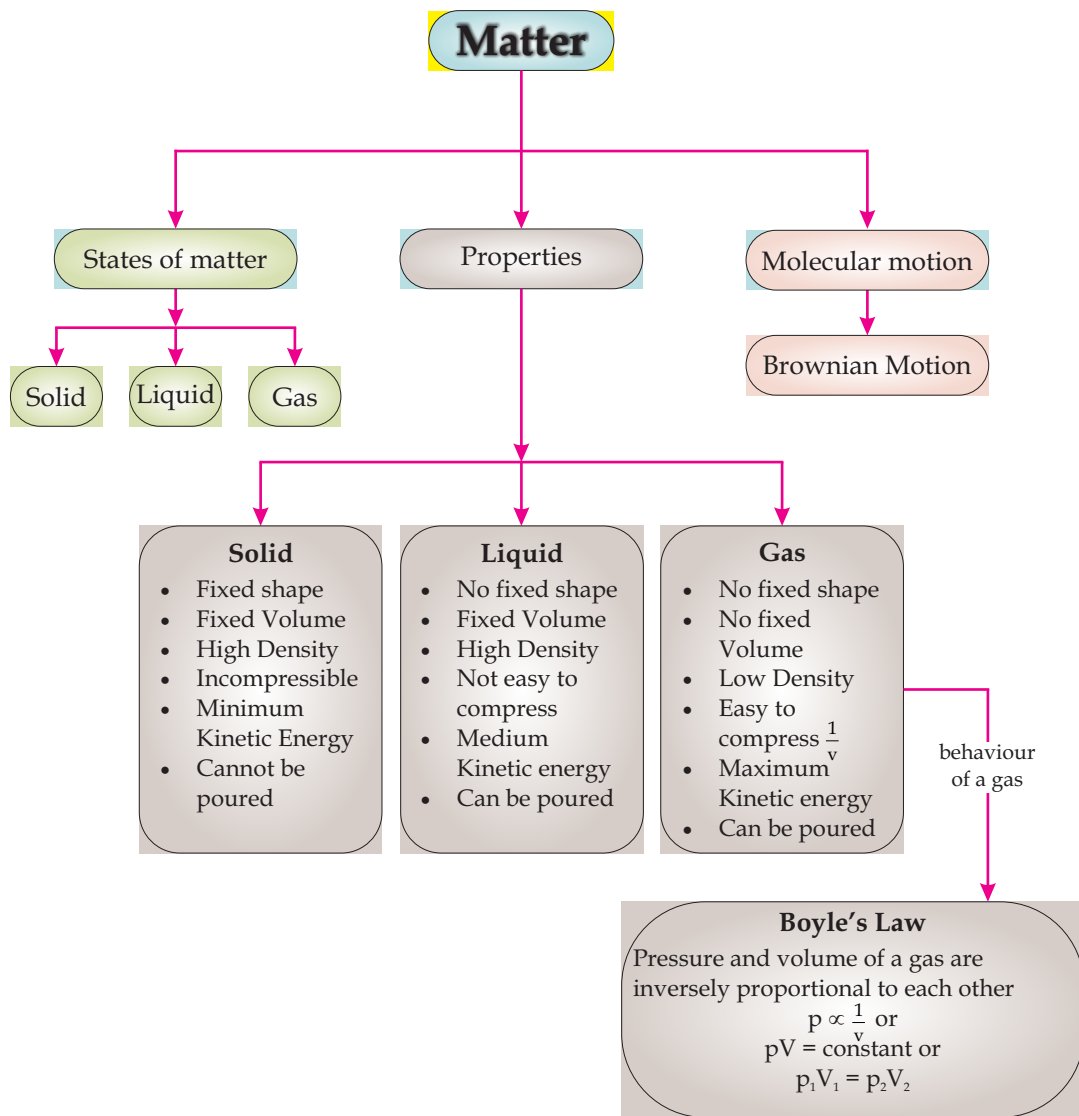 Matter
States of matter
Properties
Molecular motion
Solid
Liquid
Gas
Brownian Motion
Solid
• Fixed shape
• Fixed Volume
• High Density
• Incompressible
• Minimum
Kinetic Energy
• Cannot be
poured
Liquid
• No fixed shape
• Fixed Volume
• High Density
• Not easy to
compress
• Medium
Kinetic energy
• Can be poured
Gas
• No fixed shape
• No fixed
Volume
• Low Density
• Easy to
compress 1/v
• Maximum
Kinetic energy
• Can be poured
behaviour
of a gas
Boyle's Law
Pressure and volume of a gas are
inversely proportional to each other
p ∝ 1/v or
pV = constant or
p₁V₁ = p₂V₂